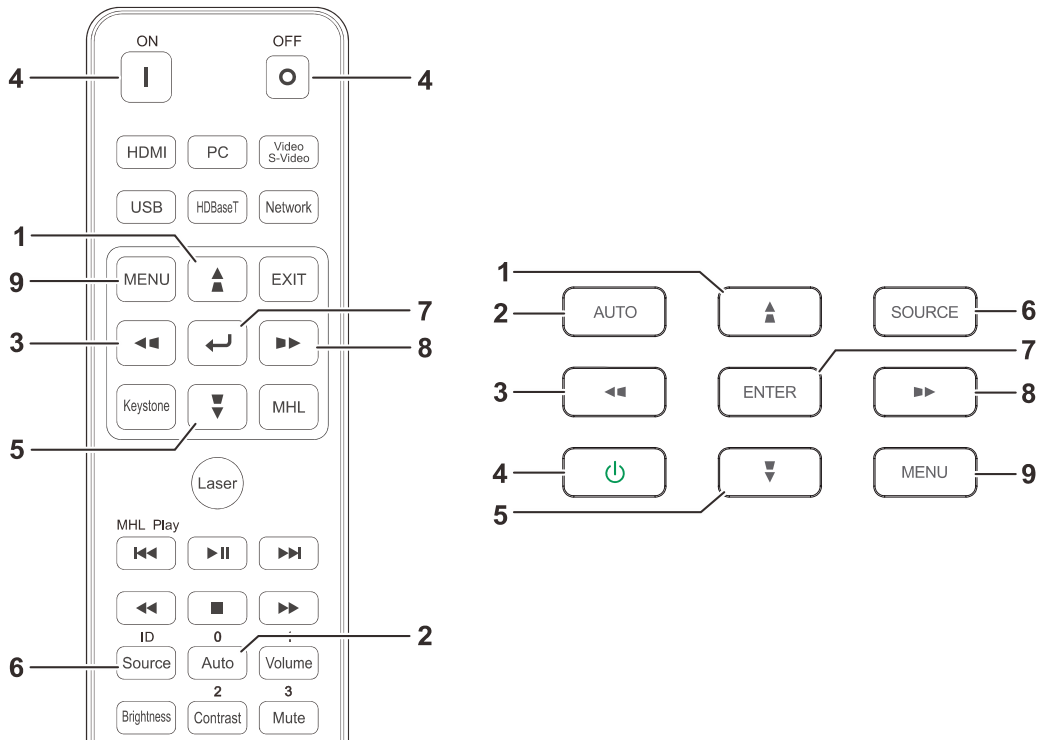 ON OFF
4 4
HDMI PC Video
S-Video
USB HDBaseT Network
1
9 MENU EXIT
7
3 8
Keystone MHL
5
Laser
MHL Play
ID 0 :
2
6 Source Auto Volume
2 3
Brightness Contrast Mute
1
2 AUTO SOURCE 6
7
3 ENTER 8
4 MENU 9
5